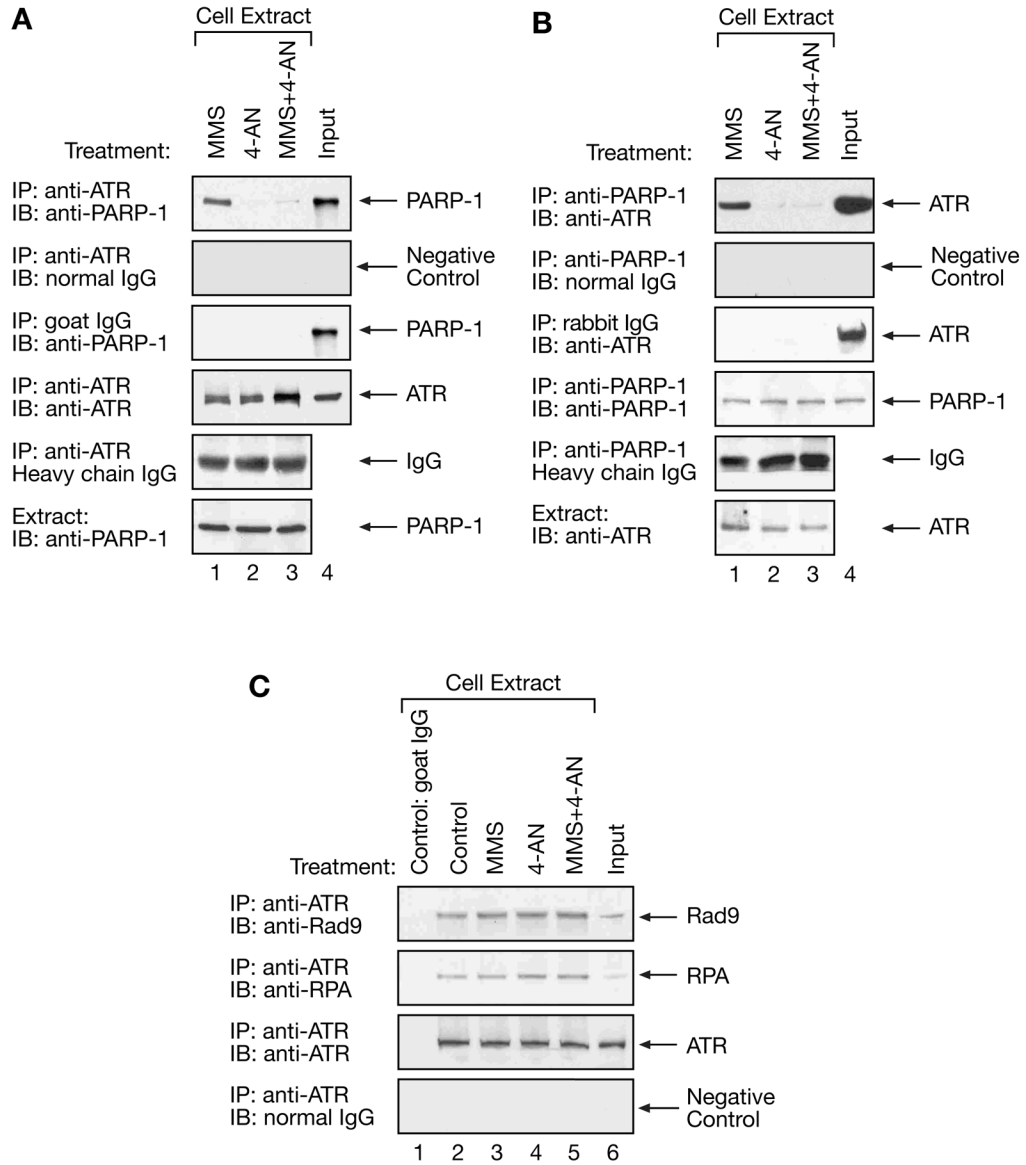 A
Cell Extract
Treatment:
MMS
4-AN
MMS+4-AN
Input
IP: anti-ATR
IB: anti-PARP-1
PARP-1
IP: anti-ATR
IB: normal IgG
Negative
Control
IP: goat IgG
IB: anti-PARP-1
PARP-1
IP: anti-ATR
IB: anti-ATR
ATR
IP: anti-ATR
Heavy chain IgG
IgG
Extract:
IB: anti-PARP-1
PARP-1
1 2 3 4
B
Cell Extract
Treatment:
MMS
4-AN
MMS+4-AN
Input
IP: anti-PARP-1
IB: anti-ATR
ATR
IP: anti-PARP-1
IB: normal IgG
Negative
Control
IP: rabbit IgG
IB: anti-ATR
ATR
IP: anti-PARP-1
IB: anti-PARP-1
PARP-1
IP: anti-PARP-1
Heavy chain IgG
IgG
Extract:
IB: anti-ATR
ATR
1 2 3 4
C
Cell Extract
Treatment:
Control: goat IgG
Control
MMS
4-AN
MMS+4-AN
Input
IP: anti-ATR
IB: anti-Rad9
Rad9
IP: anti-ATR
IB: anti-RPA
RPA
IP: anti-ATR
IB: anti-ATR
ATR
IP: anti-ATR
IB: normal IgG
Negative
Control
1 2 3 4 5 6